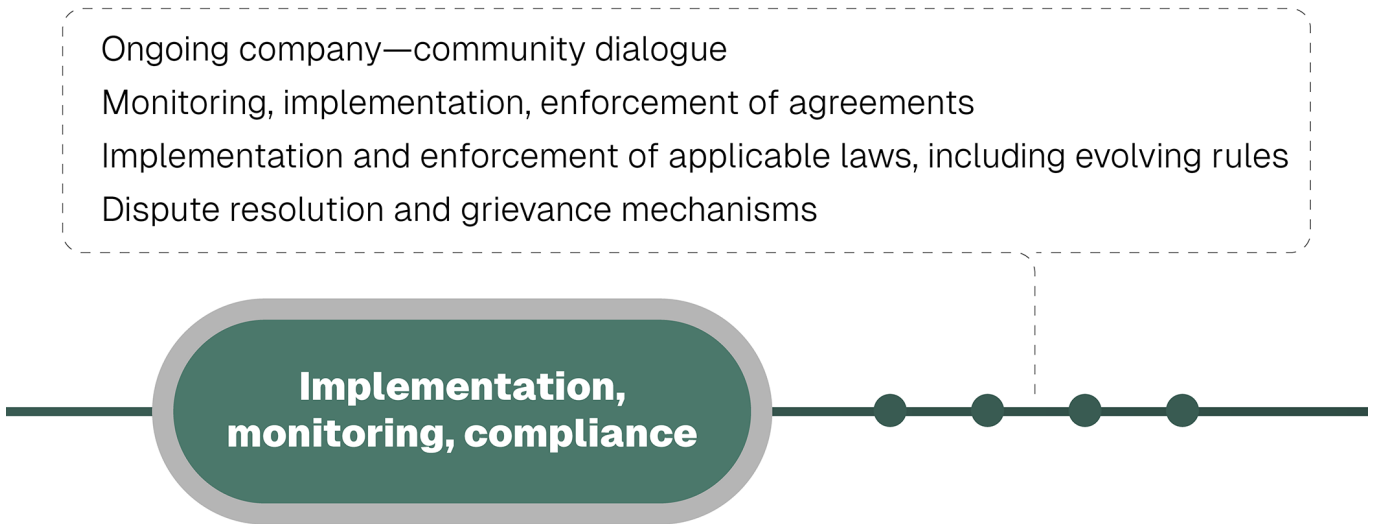 Ongoing company—community dialogue
Monitoring, implementation, enforcement of agreements
Implementation and enforcement of applicable laws, including evolving rules
Dispute resolution and grievance mechanisms
Implementation,
monitoring, compliance